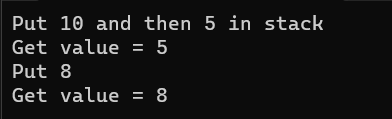 Put 10 and then 5 in stack
Get value = 5
Put 8
Get value = 8